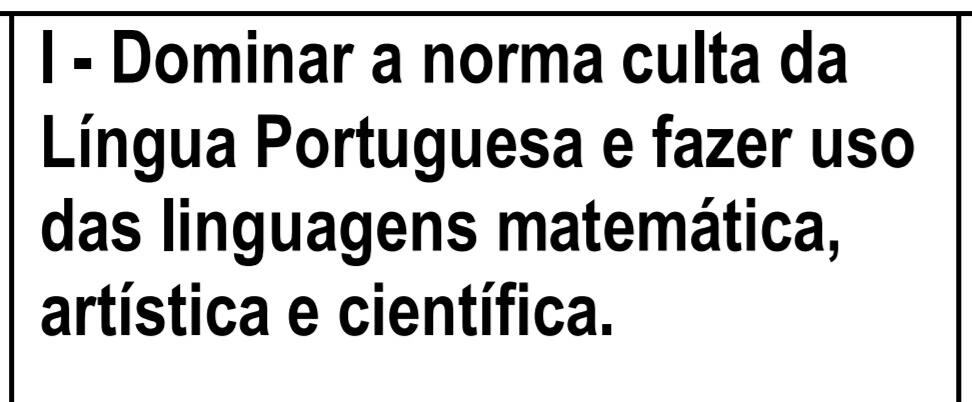 I - Dominar a norma culta da
Língua Portuguesa e fazer uso
das linguagens matemática,
artística e científica.